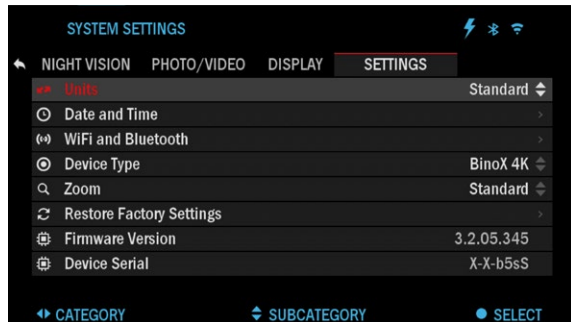 SYSTEM SETTINGS
NIGHT VISION PHOTO/VIDEO DISPLAY SETTINGS
Units Standard
Date and Time
WiFi and Bluetooth
Device Type BinoX 4K
Zoom Standard
Restore Factory Settings
Firmware Version 3.2.05.345
Device Serial X-X-b5sS
CATEGORY SUBCATEGORY SELECT